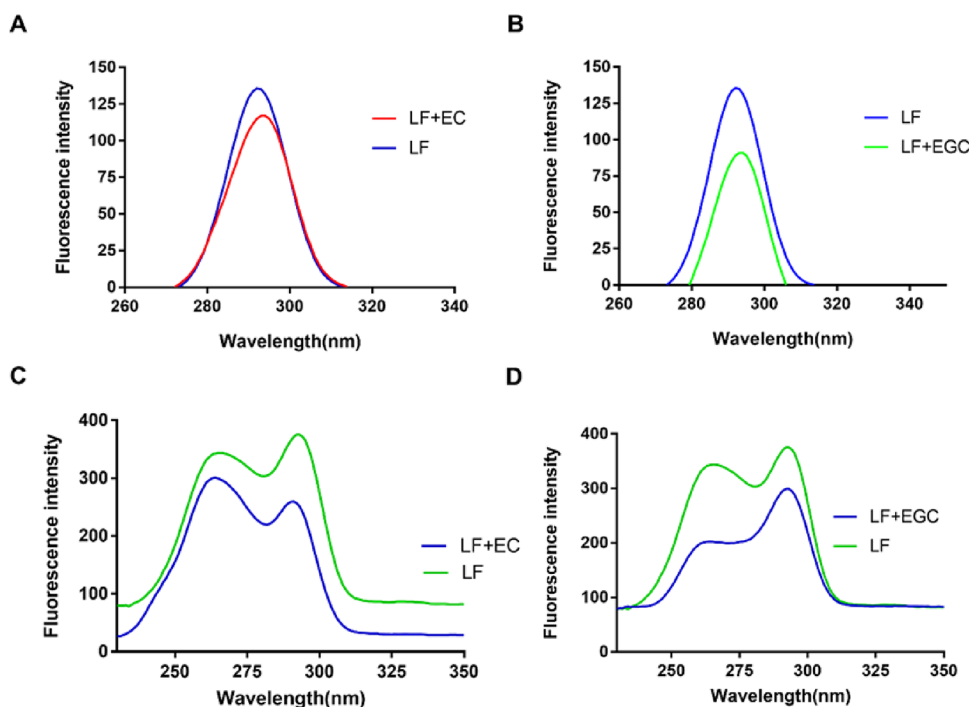 A
Fluorescence intensity
150
125
100
75
50
25
0
260 280 300 320 340
Wavelength(nm)
LF+EC
LF
B
Fluorescence intensity
150
125
100
75
50
25
0
260 280 300 320 340
Wavelength(nm)
LF
LF+EGC
C
Fluorescence intensity
400
300
200
100
0
250 275 300 325 350
Wavelength(nm)
LF+EC
LF
D
Fluorescence intensity
400
300
200
100
0
250 275 300 325 350
Wavelength(nm)
LF+EGC
LF